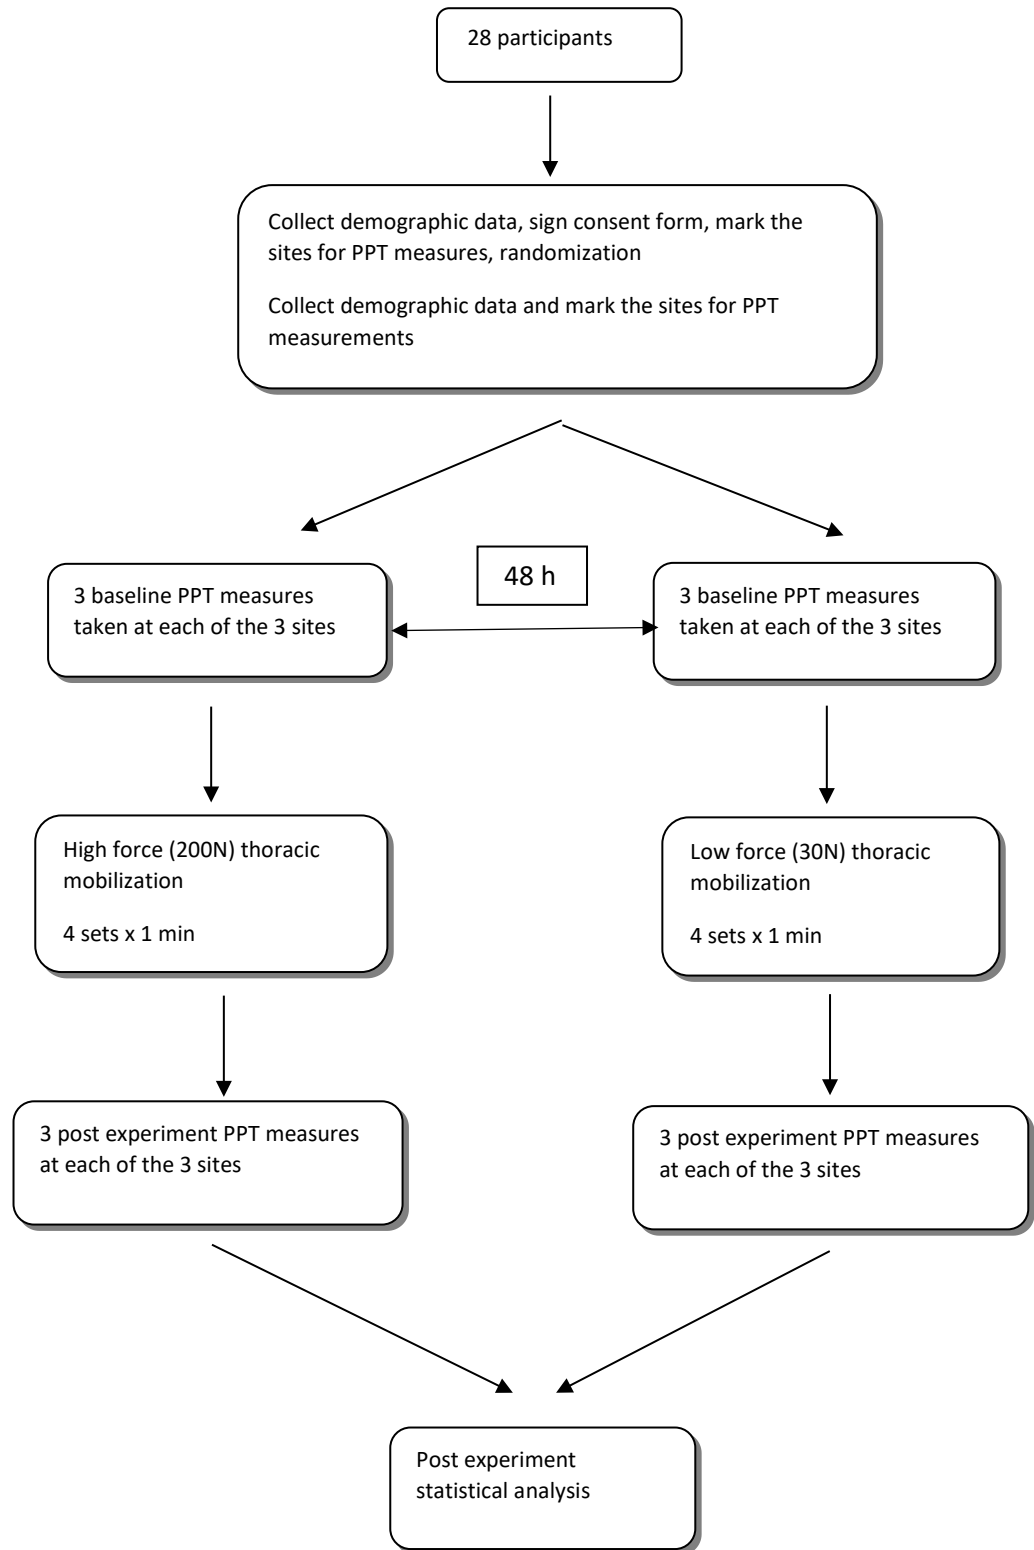 28 participants
Collect demographic data, sign consent form, mark the
sites for PPT measures, randomization
Collect demographic data and mark the sites for PPT
measurements
48 h
3 baseline PPT measures
taken at each of the 3 sites
3 baseline PPT measures
taken at each of the 3 sites
High force (200N) thoracic
mobilization
4 sets x 1 min
Low force (30N) thoracic
mobilization
4 sets x 1 min
3 post experiment PPT measures
at each of the 3 sites
3 post experiment PPT measures
at each of the 3 sites
Post experiment
statistical analysis